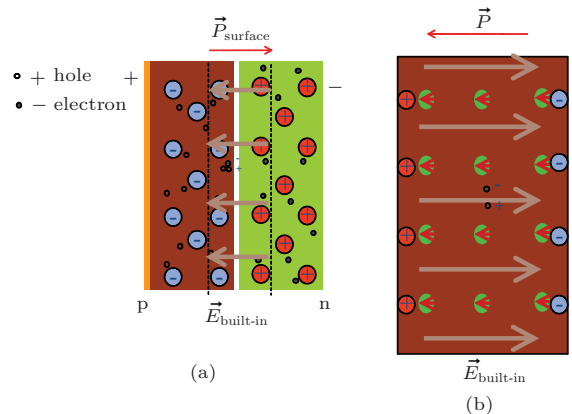 P⃗surface
P⃗
+ hole
− electron
+
−
-
+
-
+
p
n
E⃗built-in
E⃗built-in
(a)
(b)